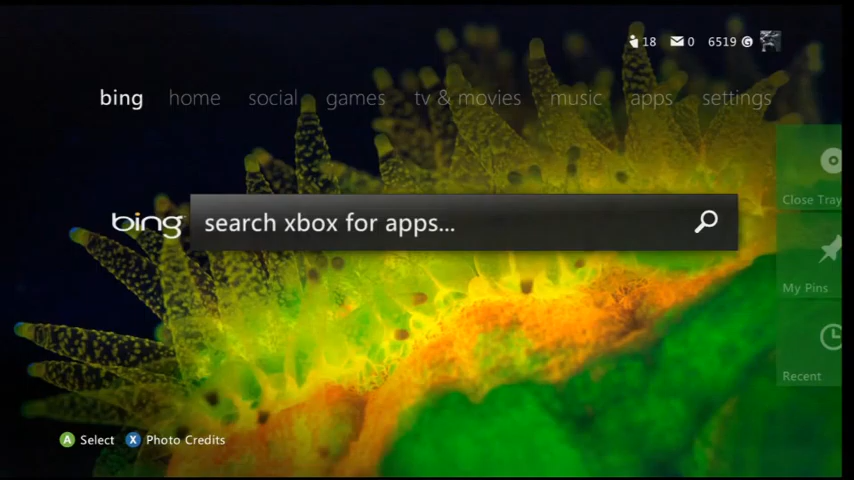 18 0 6519 G
bing home social games tv & movies music apps settings
bing search xbox for apps...
Close Tray
My Pins
Recent
A Select X Photo Credits